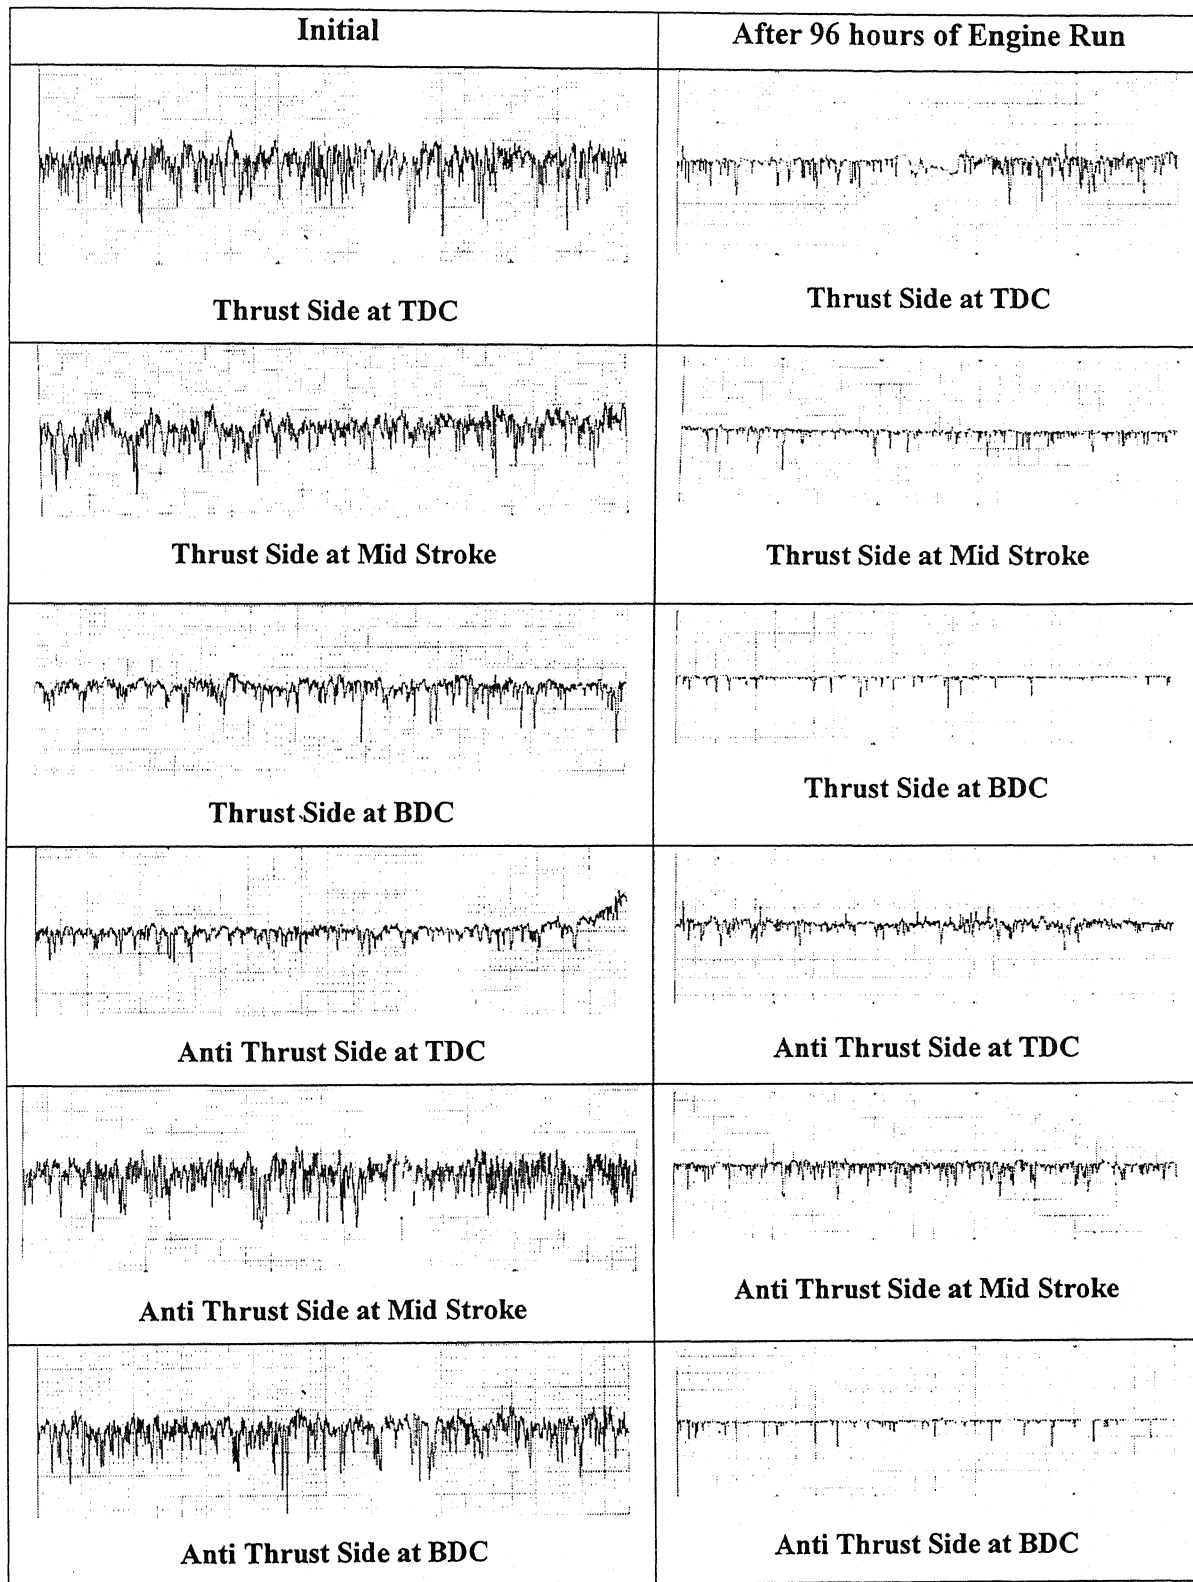 Initial
After 96 hours of Engine Run
Thrust Side at TDC
Thrust Side at TDC
Thrust Side at Mid Stroke
Thrust Side at Mid Stroke
Thrust Side at BDC
Thrust Side at BDC
Anti Thrust Side at TDC
Anti Thrust Side at TDC
Anti Thrust Side at Mid Stroke
Anti Thrust Side at Mid Stroke
Anti Thrust Side at BDC
Anti Thrust Side at BDC